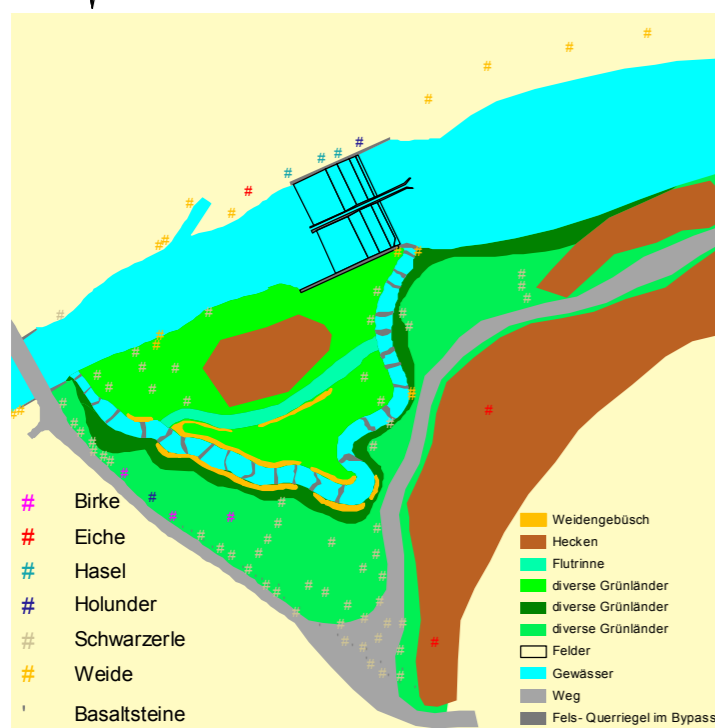 # Birke
# Eiche
# Hasel
# Holunder
# Schwarzerle
# Weide
' Basaltsteine
Weidengebüsch
Hecken
Flutrinne
diverse Grünländer
diverse Grünländer
diverse Grünländer
Felder
Gewässer
Weg
Fels- Querriegel im Bypass